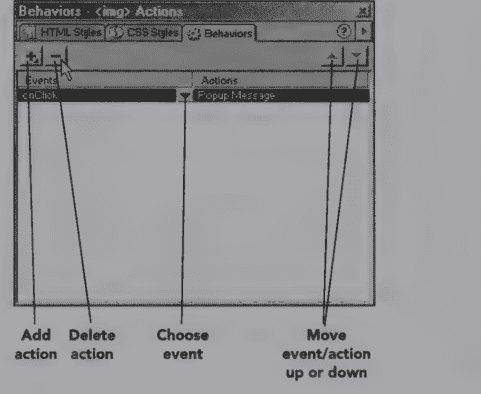 Behaviors - <img> Actions
HTML Styles CSS Styles Behaviors
Events Actions
onClick Popup Message
Add action
Delete action
Choose event
Move event/action up or down